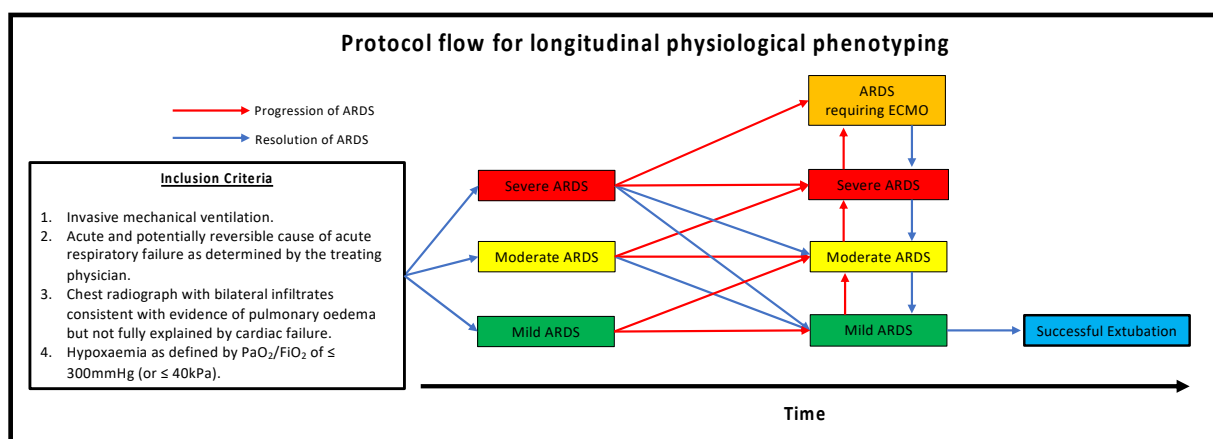 Protocol flow for longitudinal physiological phenotyping
Progression of ARDS
Resolution of ARDS
Inclusion Criteria
1. Invasive mechanical ventilation.
2. Acute and potentially reversible cause of acute
respiratory failure as determined by the treating
physician.
3. Chest radiograph with bilateral infiltrates
consistent with evidence of pulmonary oedema
but not fully explained by cardiac failure.
4. Hypoxaemia as defined by PaO₂/FiO₂ of ≤
300mmHg (or ≤ 40kPa).
Severe ARDS
Moderate ARDS
Mild ARDS
ARDS
requiring ECMO
Severe ARDS
Moderate ARDS
Mild ARDS
Successful Extubation
Time